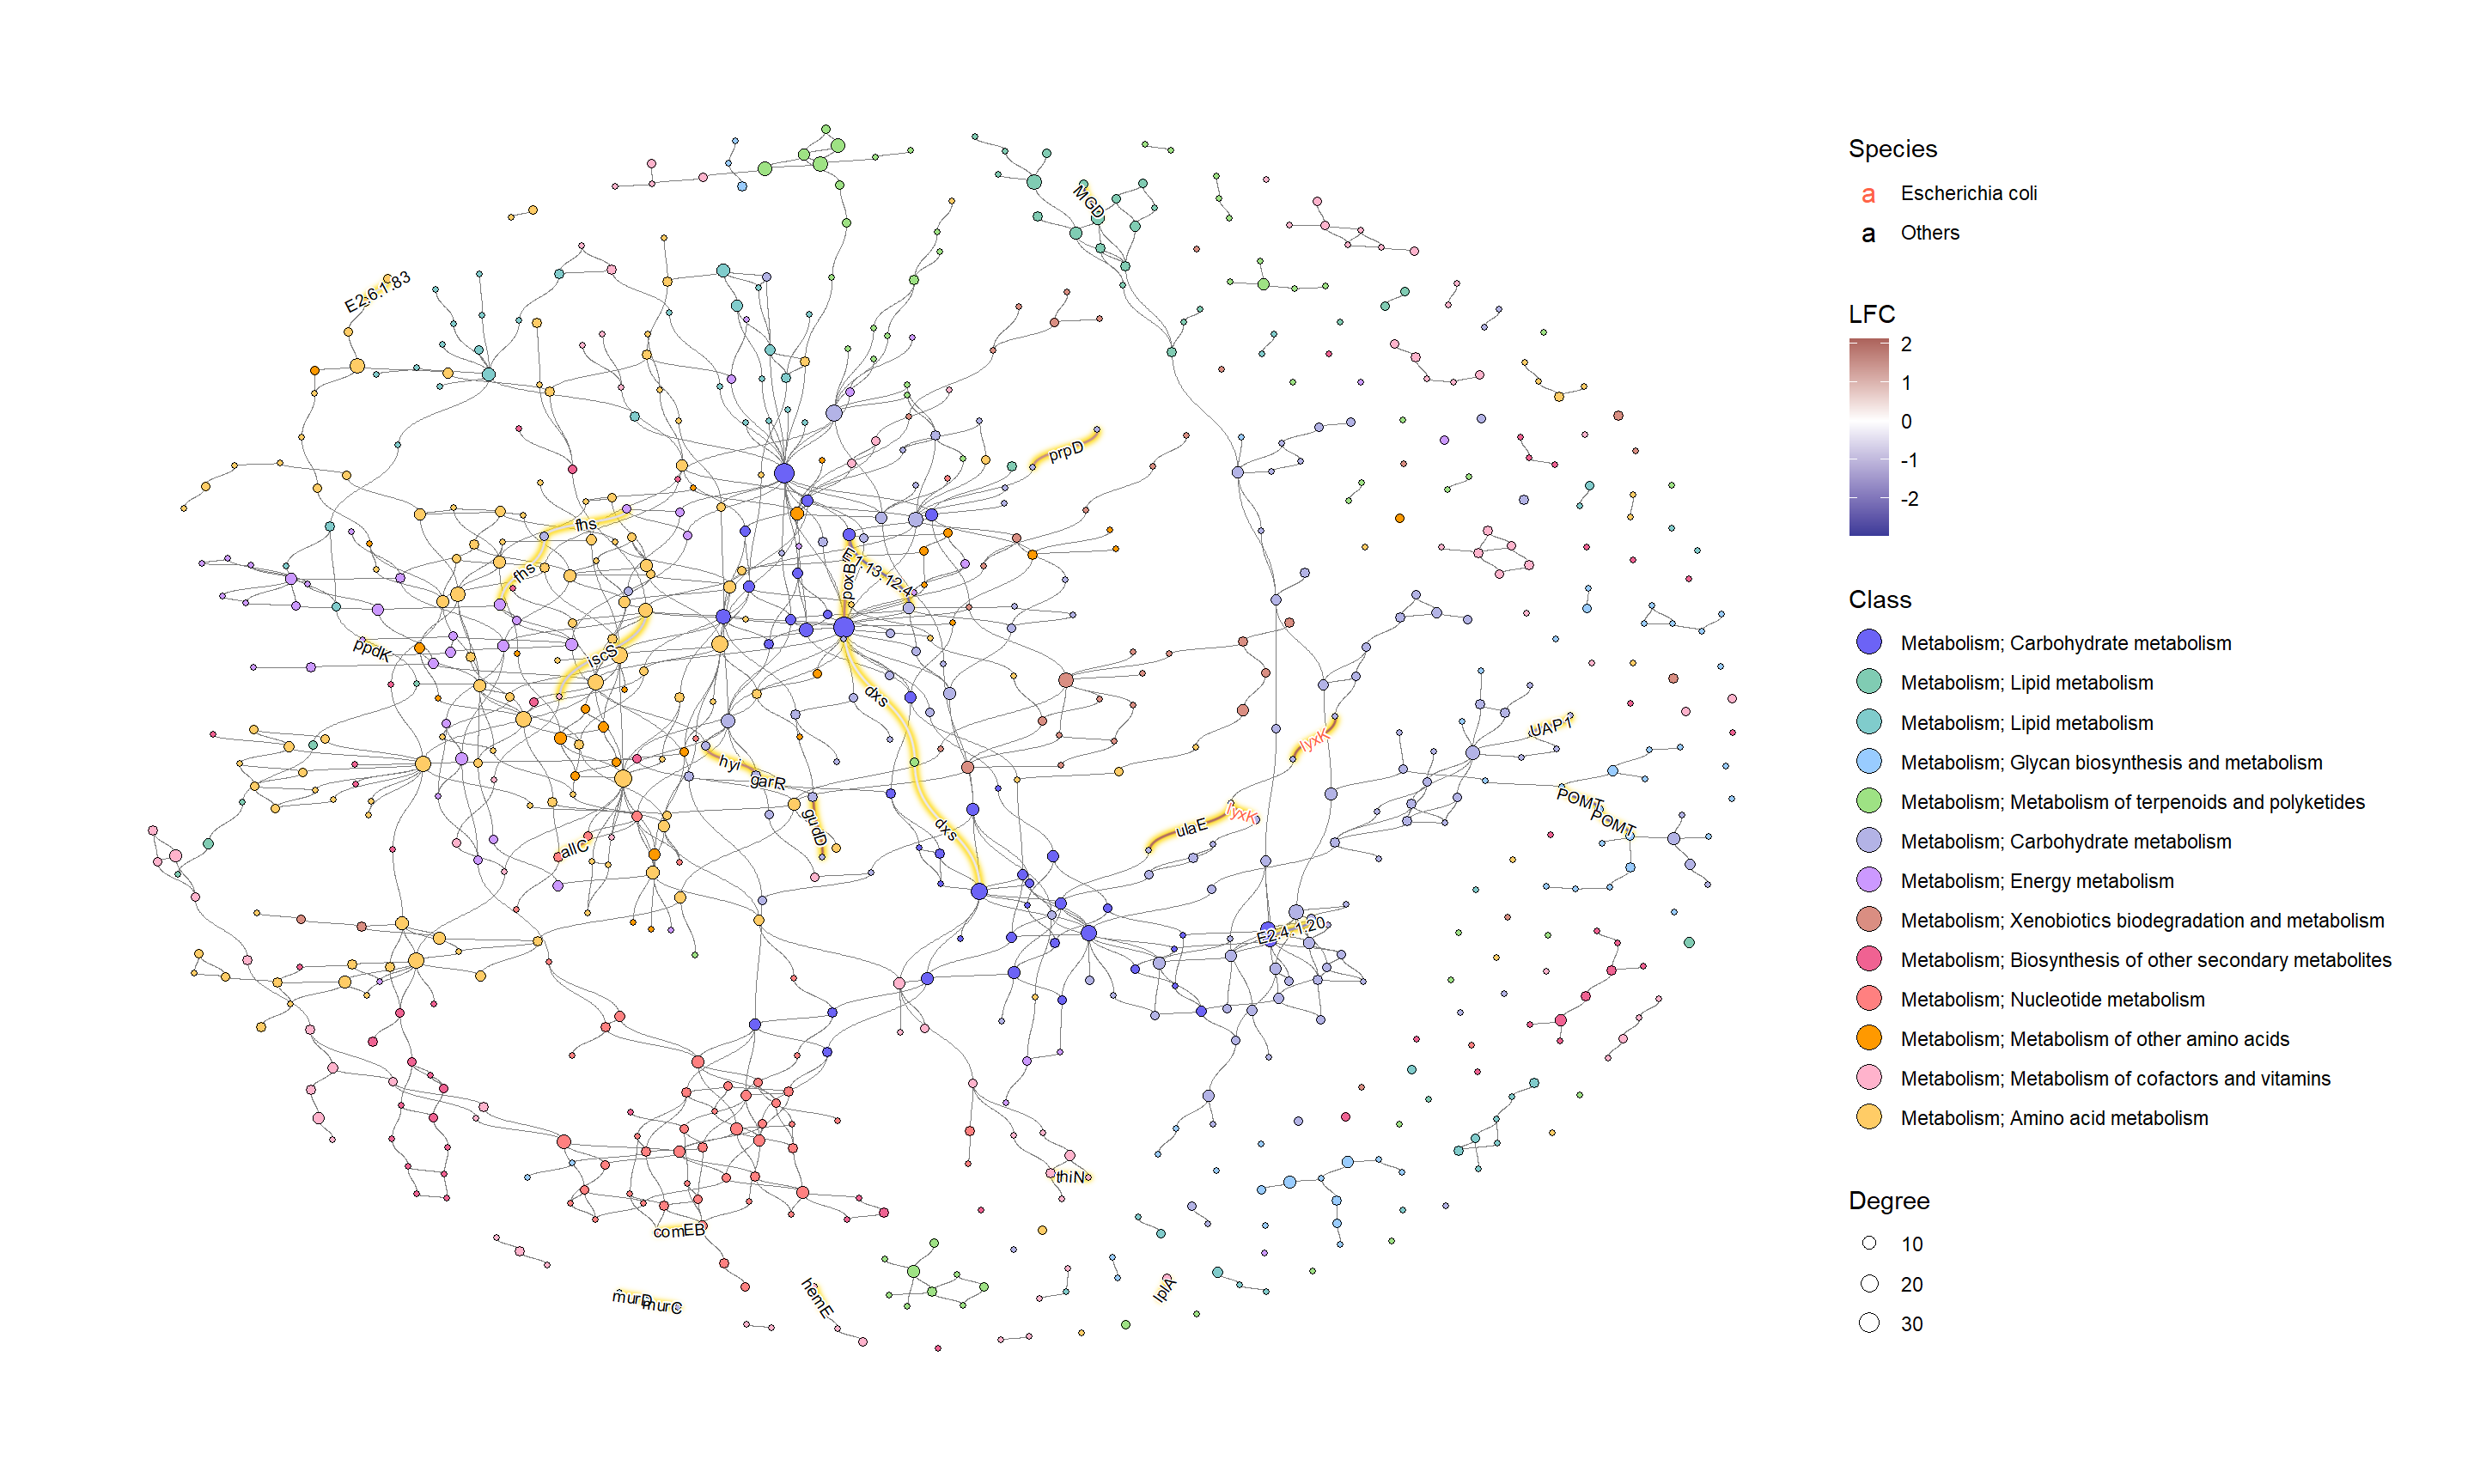 MGD
E2.6.1.83
prpD
fhs
fhs
poxB
E1.13.12.4
ppdK
iscS
dxs
lyxK
UAP1
hyi
garR
POMT
POMT
gudD
dxs
ulaE
lyxK
allC
E2.4.1.20
thiN
comEB
murD
murC
hemE
lplA
Species
a Escherichia coli
a Others
LFC
2
1
0
-1
-2
Class
Metabolism; Carbohydrate metabolism
Metabolism; Lipid metabolism
Metabolism; Lipid metabolism
Metabolism; Glycan biosynthesis and metabolism
Metabolism; Metabolism of terpenoids and polyketides
Metabolism; Carbohydrate metabolism
Metabolism; Energy metabolism
Metabolism; Xenobiotics biodegradation and metabolism
Metabolism; Biosynthesis of other secondary metabolites
Metabolism; Nucleotide metabolism
Metabolism; Metabolism of other amino acids
Metabolism; Metabolism of cofactors and vitamins
Metabolism; Amino acid metabolism
Degree
10
20
30